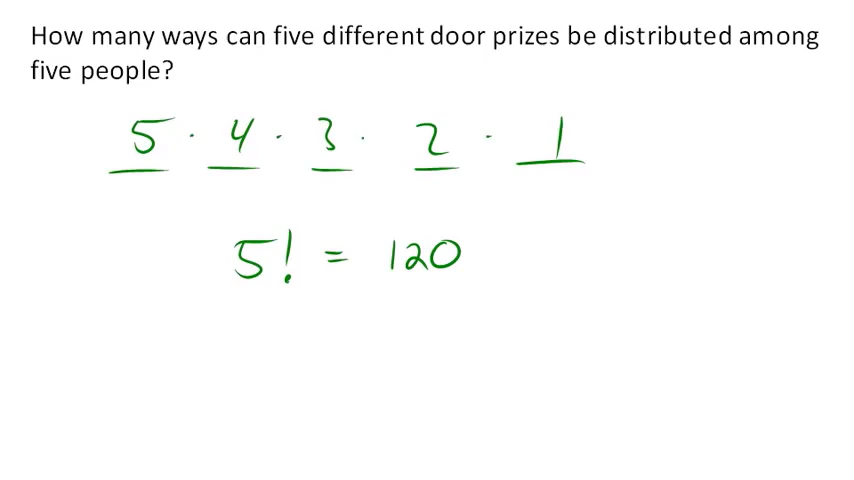 How many ways can five different door prizes be distributed among
five people?
5 · 4 · 3 · 2 · 1
5! = 120